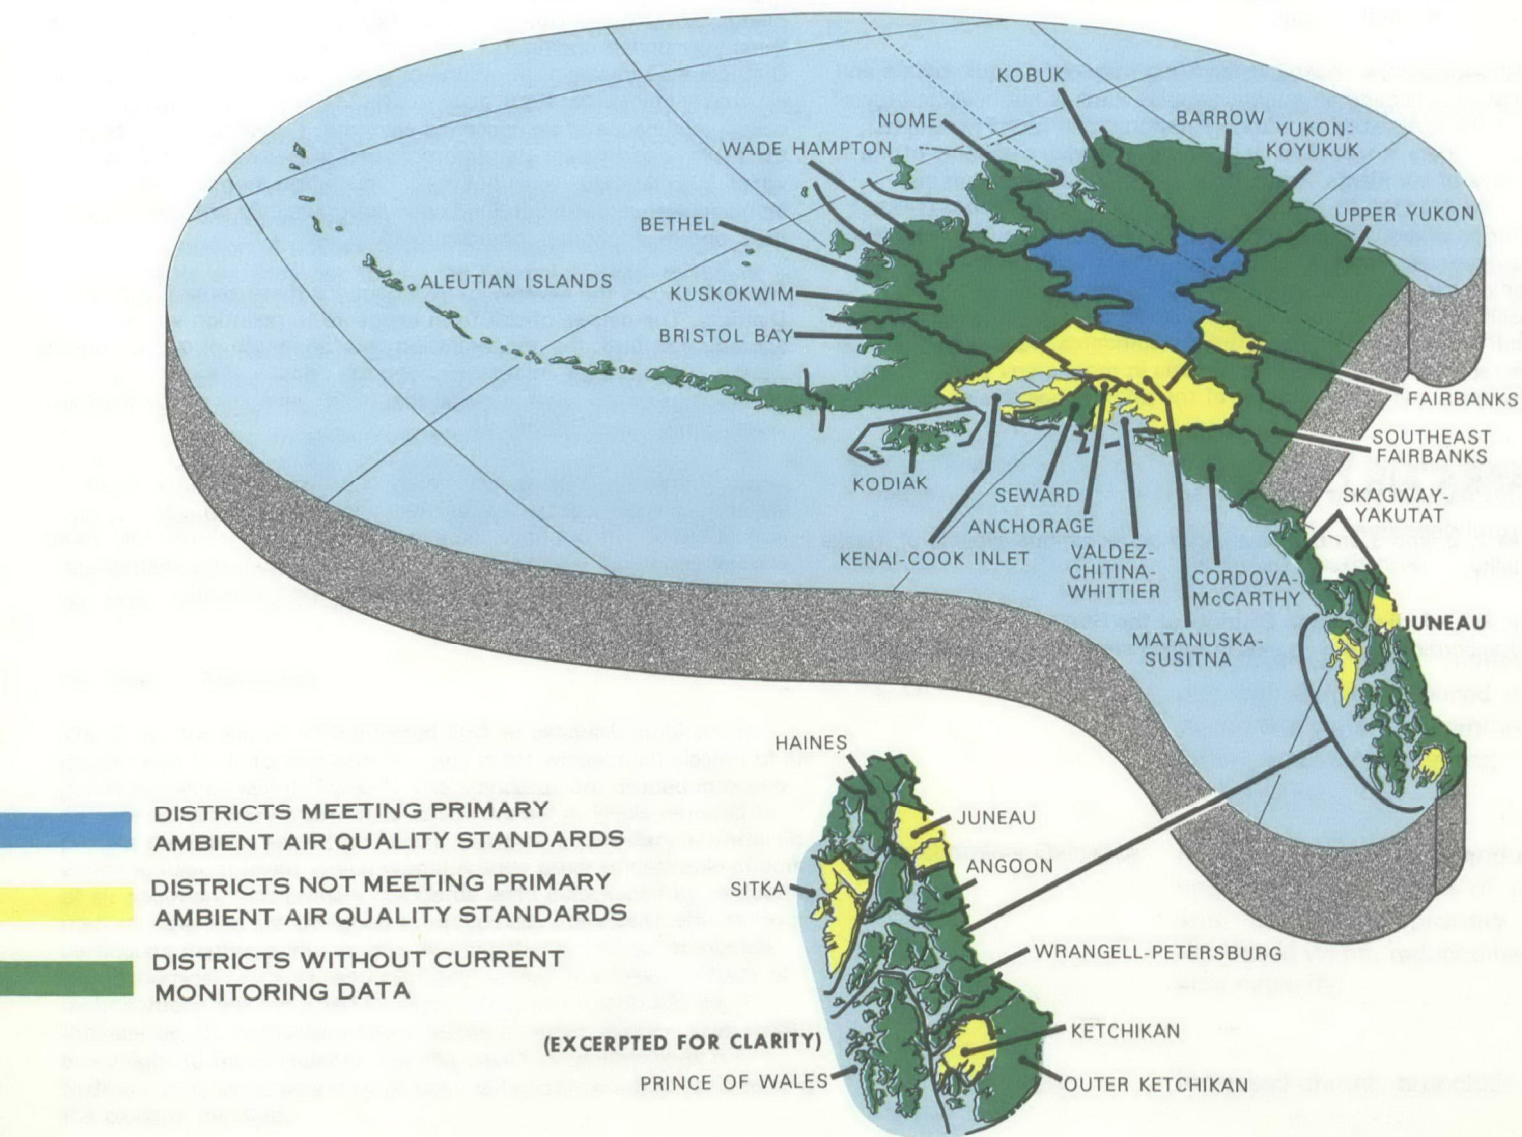 KOBUK
NOME
BARROW
YUKON-
KOYUKUK
WADE HAMPTON
UPPER YUKON
BETHEL
ALEUTIAN ISLANDS
KUSKOKWIM
BRISTOL BAY
FAIRBANKS
SOUTHEAST
FAIRBANKS
KODIAK
SEWARD
SKAGWAY-
YAKUTAT
ANCHORAGE
KENAI-COOK INLET
VALDEZ-
CHITINA-
WHITTIER
CORDOVA-
McCARTHY
JUNEAU
MATANUSKA-
SUSITNA
HAINES
JUNEAU
ANGOON
SITKA
WRANGELL-PETERSBURG
KETCHIKAN
(EXCERPTED FOR CLARITY)
PRINCE OF WALES
OUTER KETCHIKAN
DISTRICTS MEETING PRIMARY
AMBIENT AIR QUALITY STANDARDS
DISTRICTS NOT MEETING PRIMARY
AMBIENT AIR QUALITY STANDARDS
DISTRICTS WITHOUT CURRENT
MONITORING DATA